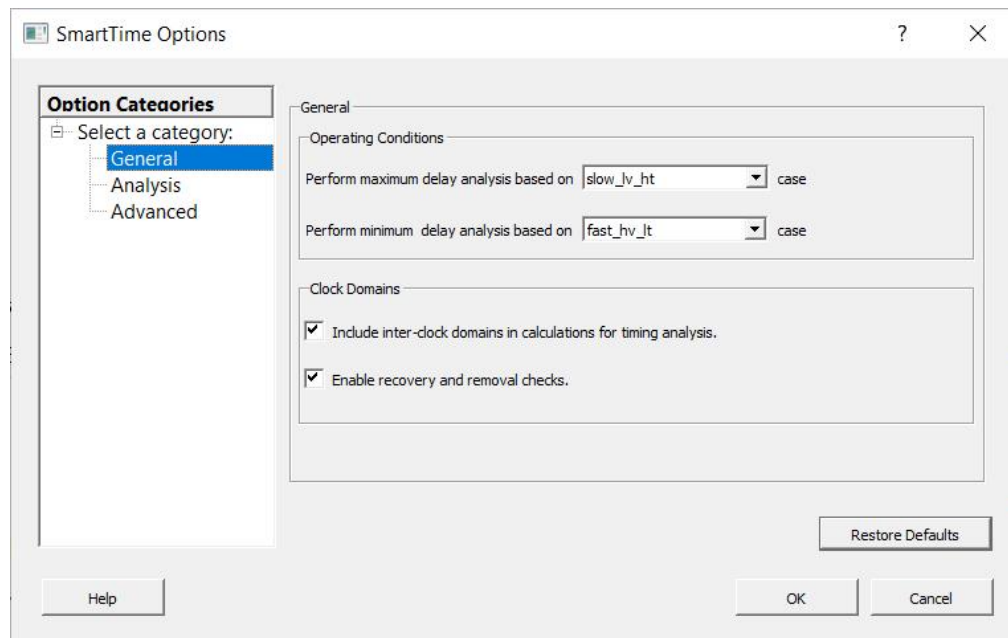 SmartTime Options
?
Option Categories
Select a category:
General
Analysis
Advanced
General
Operating Conditions
Perform maximum delay analysis based on slow_lv_ht case
Perform minimum delay analysis based on fast_hv_lt case
Clock Domains
Include inter-clock domains in calculations for timing analysis.
Enable recovery and removal checks.
Restore Defaults
Help OK Cancel